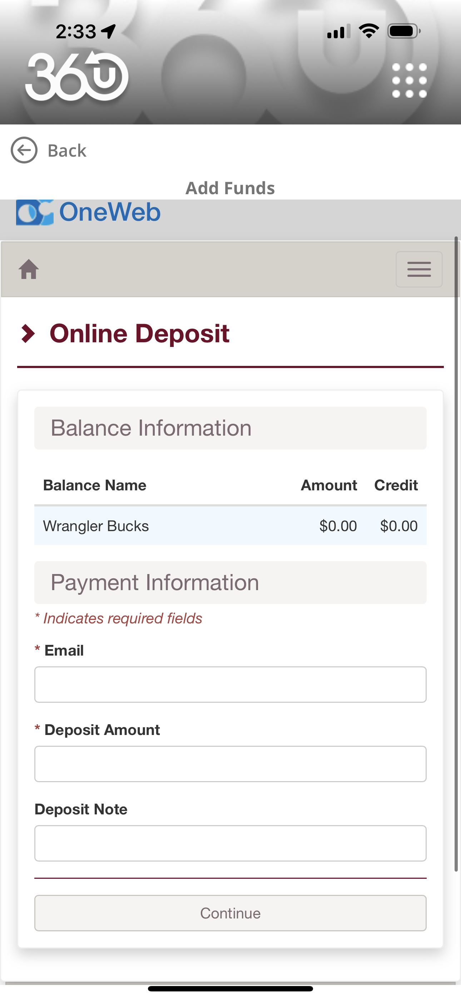 2:33
360U
Back
Add Funds
OC OneWeb
Online Deposit
Balance Information
Balance Name Amount Credit
Wrangler Bucks $0.00 $0.00
Payment Information
* Indicates required fields
* Email
* Deposit Amount
Deposit Note
Continue